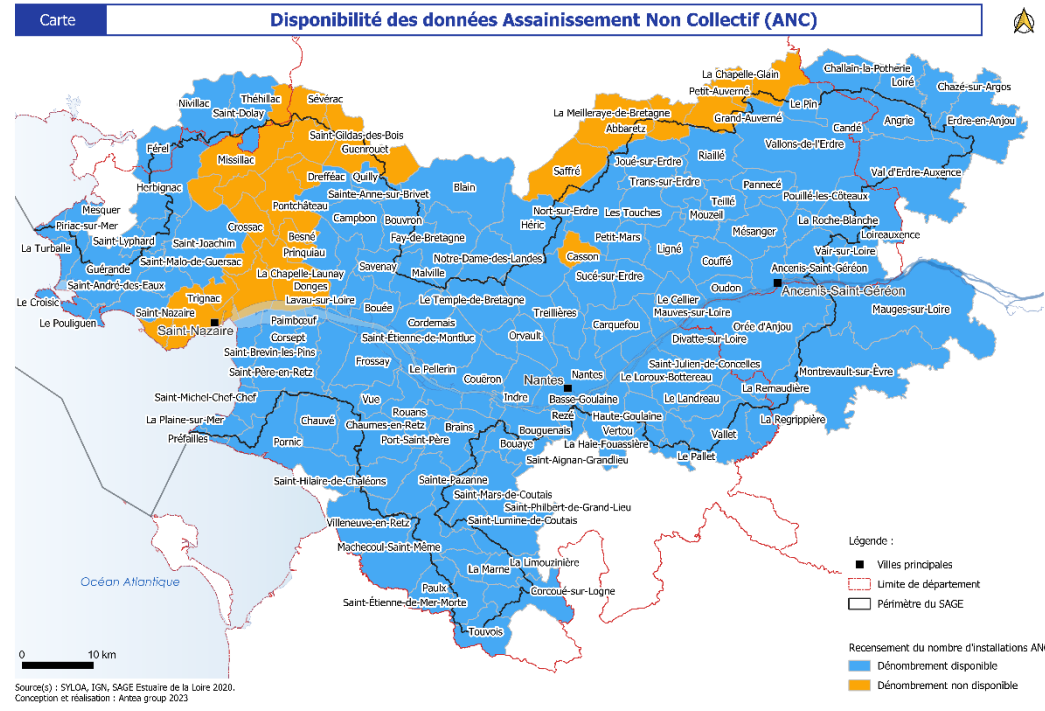 Carte
Disponibilité des données Assainissement Non Collectif (ANC)
La Chapelle-Glain
Challain-la-Potherie
Loiré
Chazé-sur-Argos
Petit-Auverné
Théhillac
Sévérac
Nivillac
Saint-Dolay
Le Pin
La Meilleraye-de-Bretagne
Grand-Auverné
Angrie
Erdre-en-Anjou
Abbaretz
Candé
Saint-Gildas-des-Bois
Guenrouet
Vallons-de-l'Erdre
Férel
Missillac
Joué-sur-Erdre
Riaillé
Saffré
Val d'Erdre-Auxence
Drefféac
Quilly
Trans-sur-Erdre
Pannecé
Herbignac
Blain
Sainte-Anne-sur-Brivet
Pouillé-les-Côteaux
Teillé
Pontchâteau
Mesquer
Nort-sur-Erdre
Les Touches
Mouzeil
Campbon
Bouvron
La Roche-Blanche
Piriac-sur-Mer
Crossac
Héric
Mésanger
Loireauxence
Saint-Lyphard
Saint-Joachim
Besné
Fay-de-Bretagne
Petit-Mars
La Turballe
Prinquiau
Ligné
Vair-sur-Loire
Casson
Notre-Dame-des-Landes
Saint-Malo-de-Guersac
Couffé
Guérande
Savenay
Malville
Ancenis-Saint-Géréon
La Chapelle-Launay
Sucé-sur-Erdre
Saint-André-des-Eaux
Donges
Oudon
Ancenis-Saint-Géréon
Trignac
Lavau-sur-Loire
Le Temple-de-Bretagne
Le Cellier
Le Croisic
Bouée
Treillières
Mauves-sur-Loire
Mauges-sur-Loire
Saint-Nazaire
Paimbœuf
Cordemais
Carquefou
Orée d'Anjou
Le Pouliguen
Saint-Nazaire
Corsept
Saint-Étienne-de-Montluc
Orvault
Divatte-sur-Loire
Saint-Brevin-les-Pins
Frossay
Le Pellerin
Saint-Julien-de-Concelles
Saint-Père-en-Retz
Couëron
Nantes
Nantes
Le Loroux-Bottereau
Montrevault-sur-Èvre
La Remaudière
Saint-Michel-Chef-Chef
Vue
Indre
Basse-Goulaine
Le Landreau
Rouans
Rezé
Haute-Goulaine
La Plaine-sur-Mer
Chauvé
Chaumes-en-Retz
Brains
Bouguenais
Vertou
La Regrippière
Préfailles
Pornic
Port-Saint-Père
Bouaye
La Haie-Fouassière
Vallet
Saint-Aignan-Grandlieu
Le Pallet
Saint-Hilaire-de-Chaléons
Sainte-Pazanne
Saint-Mars-de-Coutais
Saint-Philbert-de-Grand-Lieu
Villeneuve-en-Retz
Saint-Lumine-de-Coutais
Machecoul-Saint-Même
La Limouzinière
La Marne
Océan Atlantique
Paulx
Corcoué-sur-Logne
Saint-Étienne-de-Mer-Morte
Touvois
Légende :
Villes principales
Limite de département
Périmètre du SAGE
Recensement du nombre d'installations ANC
Dénombrement disponible
Dénombrement non disponible
0 10 km
Source(s) : SYLOA, IGN, SAGE Estuaire de la Loire 2020.
Conception et réalisation : Antea group 2023